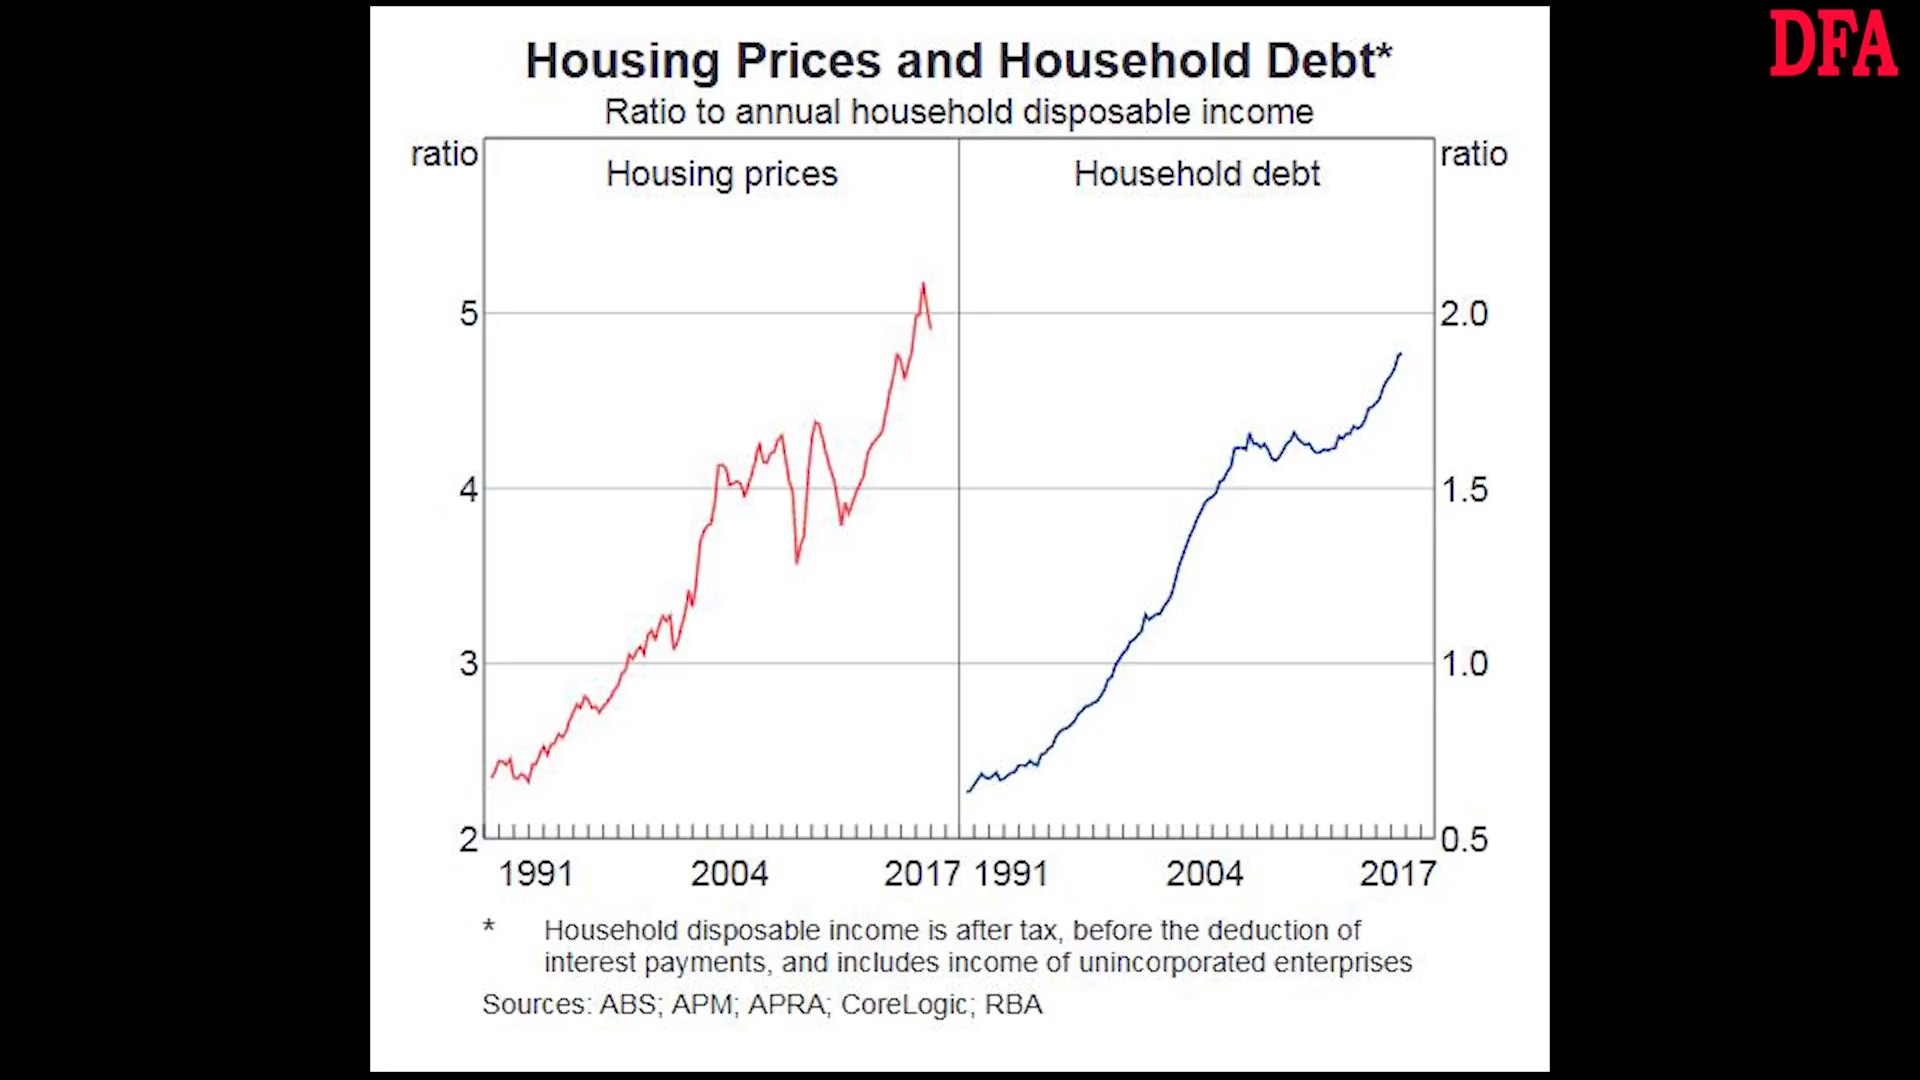 DFA
Housing Prices and Household Debt*
Ratio to annual household disposable income
ratio
ratio
Housing prices
Household debt
5
2.0
4
1.5
3
1.0
2
0.5
1991
2004
2017
1991
2004
2017
* Household disposable income is after tax, before the deduction of
interest payments, and includes income of unincorporated enterprises
Sources: ABS; APM; APRA; CoreLogic; RBA